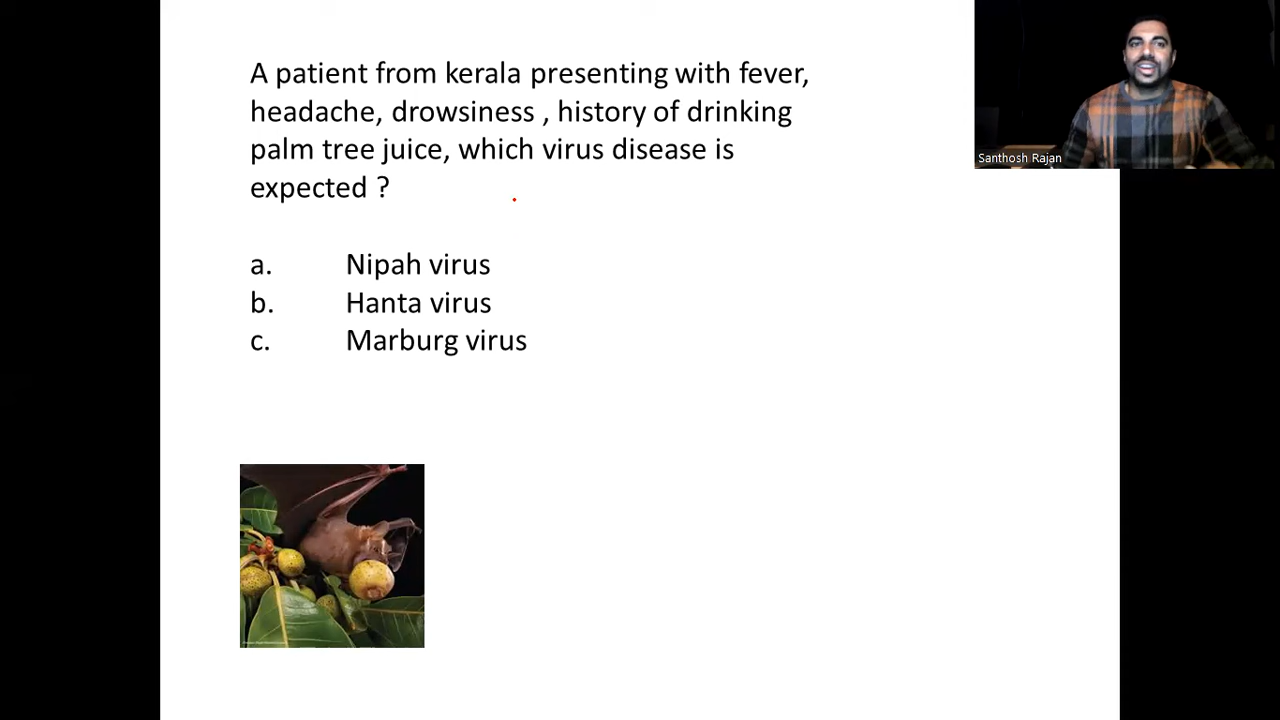 A patient from kerala presenting with fever,
headache, drowsiness , history of drinking
palm tree juice, which virus disease is
expected ?
a. Nipah virus
b. Hanta virus
c. Marburg virus
Santhosh Rajan